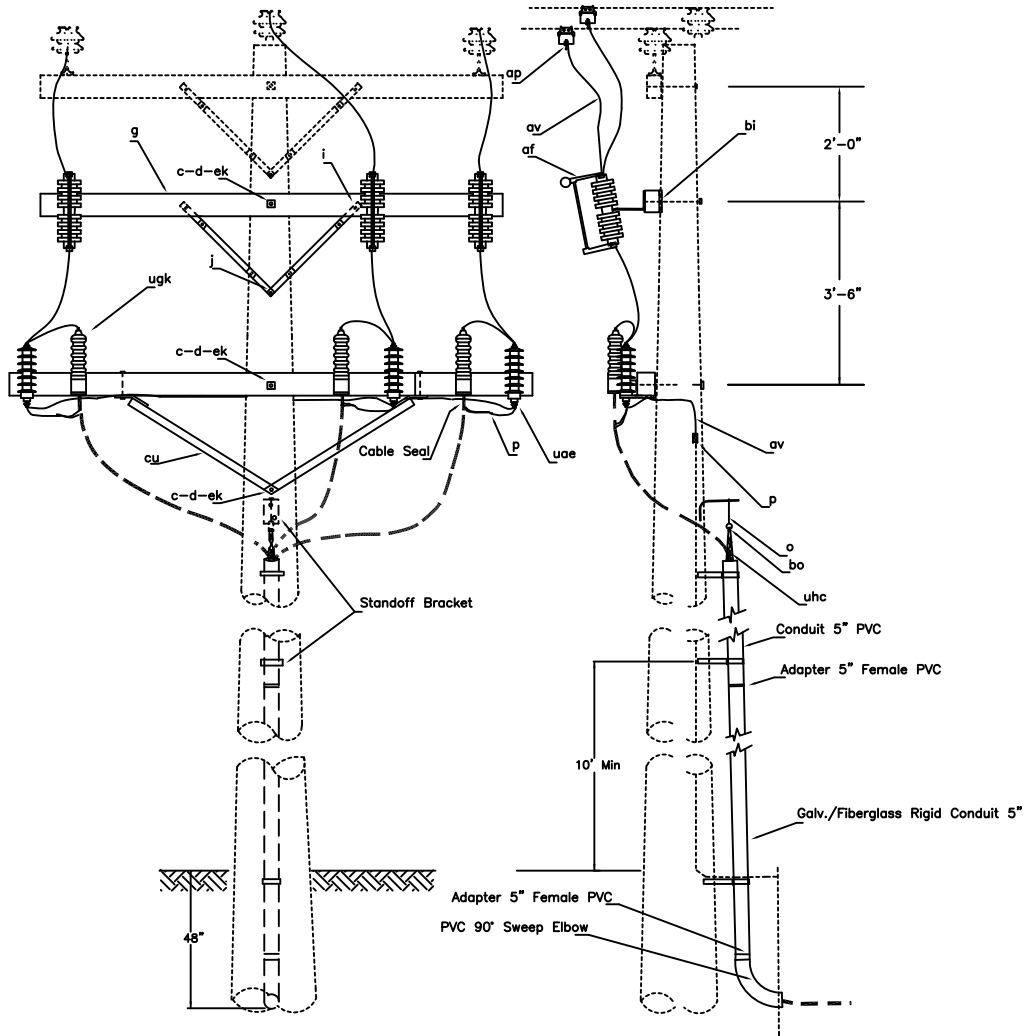 ap
g
i
c-d-ek
av
bi
2'-0"
af
j
3'-6"
ugk
c-d-ek
cu
Cable Seal
p
uae
av
c-d-ek
p
o
bo
uhc
Standoff Bracket
Conduit 5" PVC
Adapter 5" Female PVC
10' Min
Galv./Fiberglass Rigid Conduit 5"
Adapter 5" Female PVC
PVC 90° Sweep Elbow
48"